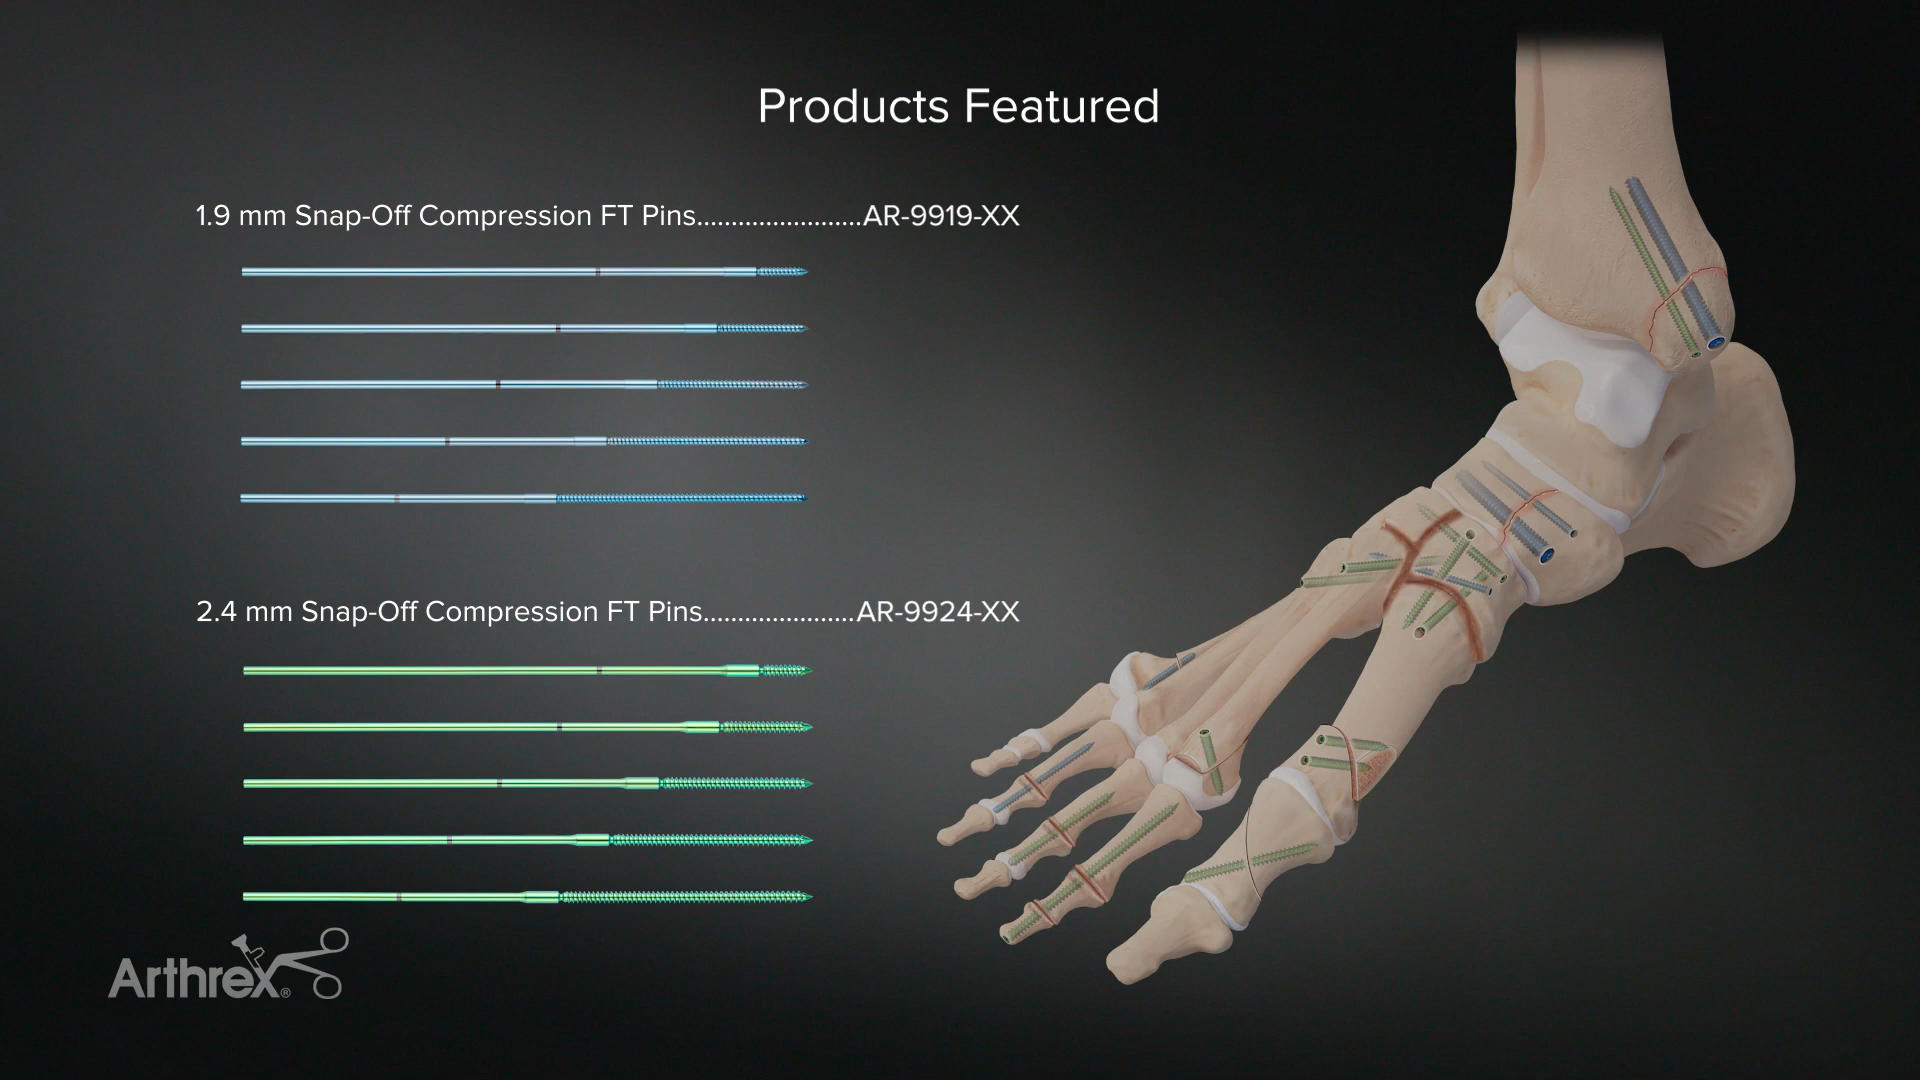 Products Featured
1.9 mm Snap-Off Compression FT Pins........................AR-9919-XX
2.4 mm Snap-Off Compression FT Pins......................AR-9924-XX
Arthrex®